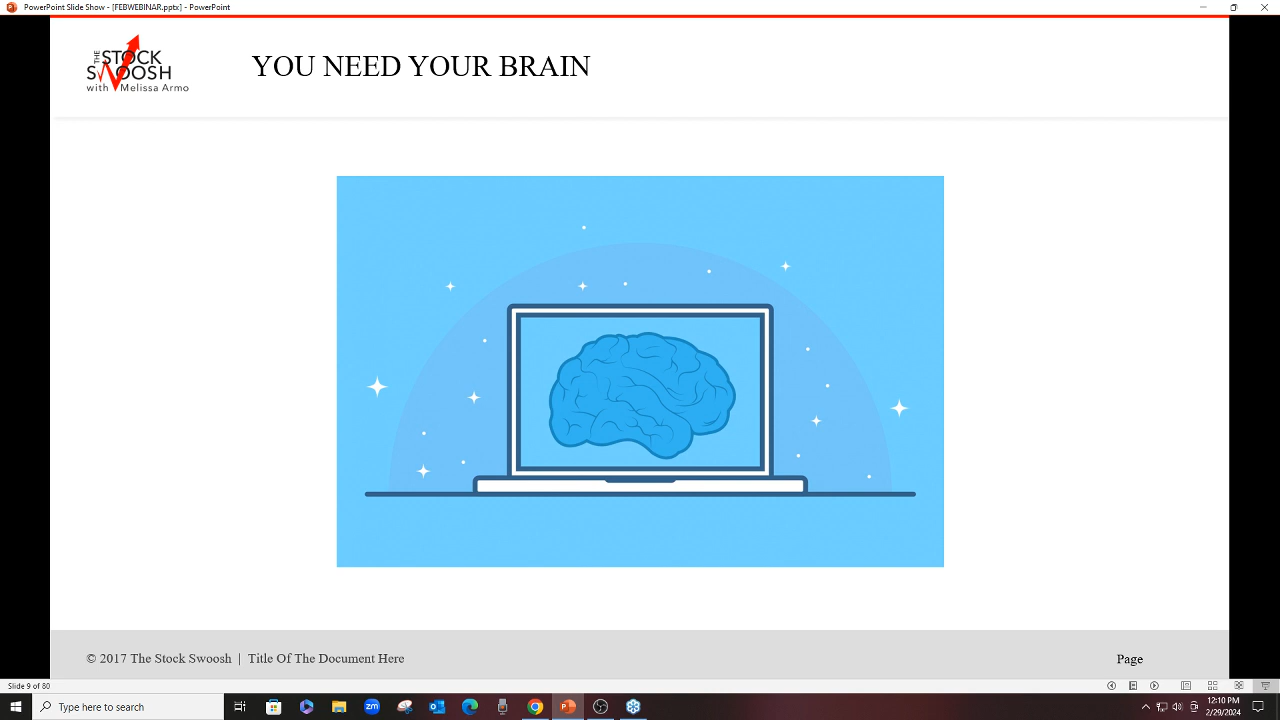 PowerPoint Slide Show - [FEBWEBINAR.pptx] - PowerPoint
THE STOCK
SWOOSH
with Melissa Armo
YOU NEED YOUR BRAIN
© 2017 The Stock Swoosh | Title Of The Document Here
Page
Slide 9 of 80
Type here to search
zm
12:10 PM
2/29/2024